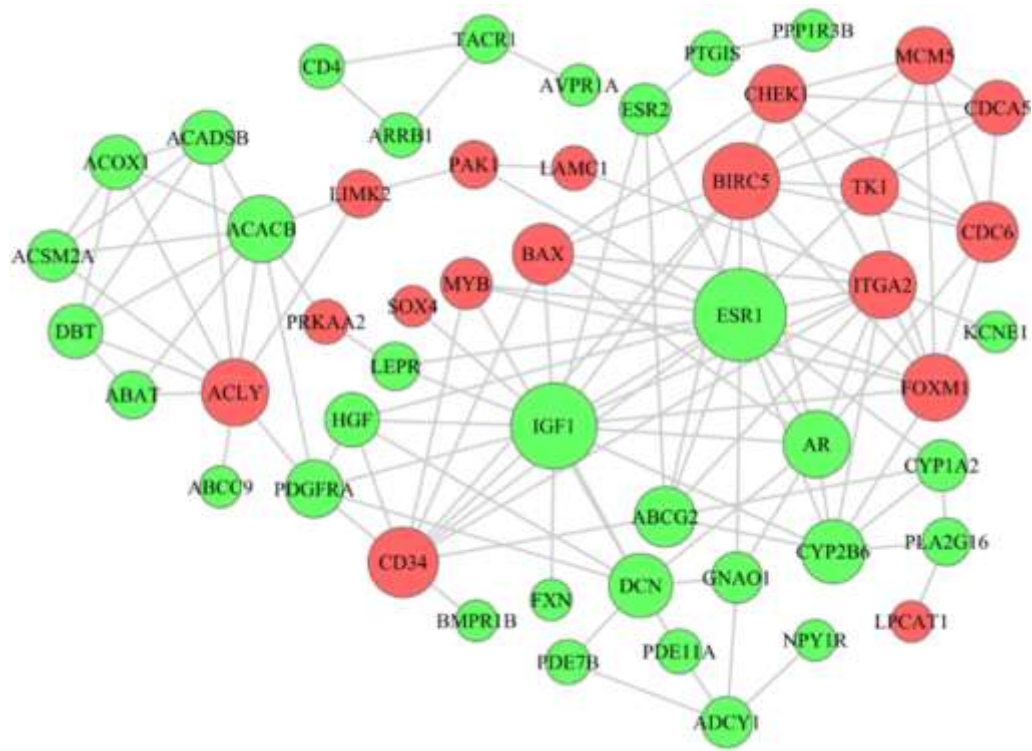 TACR1
PPP1R3B
PTGIS
CD4
MCM5
AVPR1A
CHEK1
ESR2
CDCA5
ACADSB
ARRB1
ACOX1
PAK1
LAMC1
BIRC5
TK1
LIMK2
ACACB
CDC6
ACSM2A
BAX
MYB
ITGA2
SOX4
ESR1
PRKAA2
DBT
KCNE1
LEPR
ABAT
ACLY
FOXM1
HGF
IGF1
AR
CYP1A2
ABCC9
PDGFRA
ABCG2
CYP2B6
PLA2G16
CD34
GNAO1
DCN
FXN
BMPR1B
LPCAT1
NPY1R
PDE11A
PDE7B
ADCY1